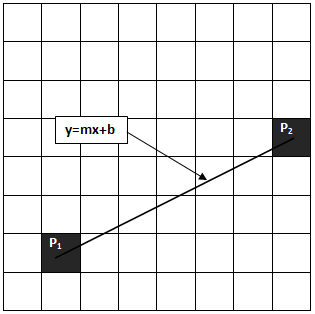 P₂
y=mx+b
P₁